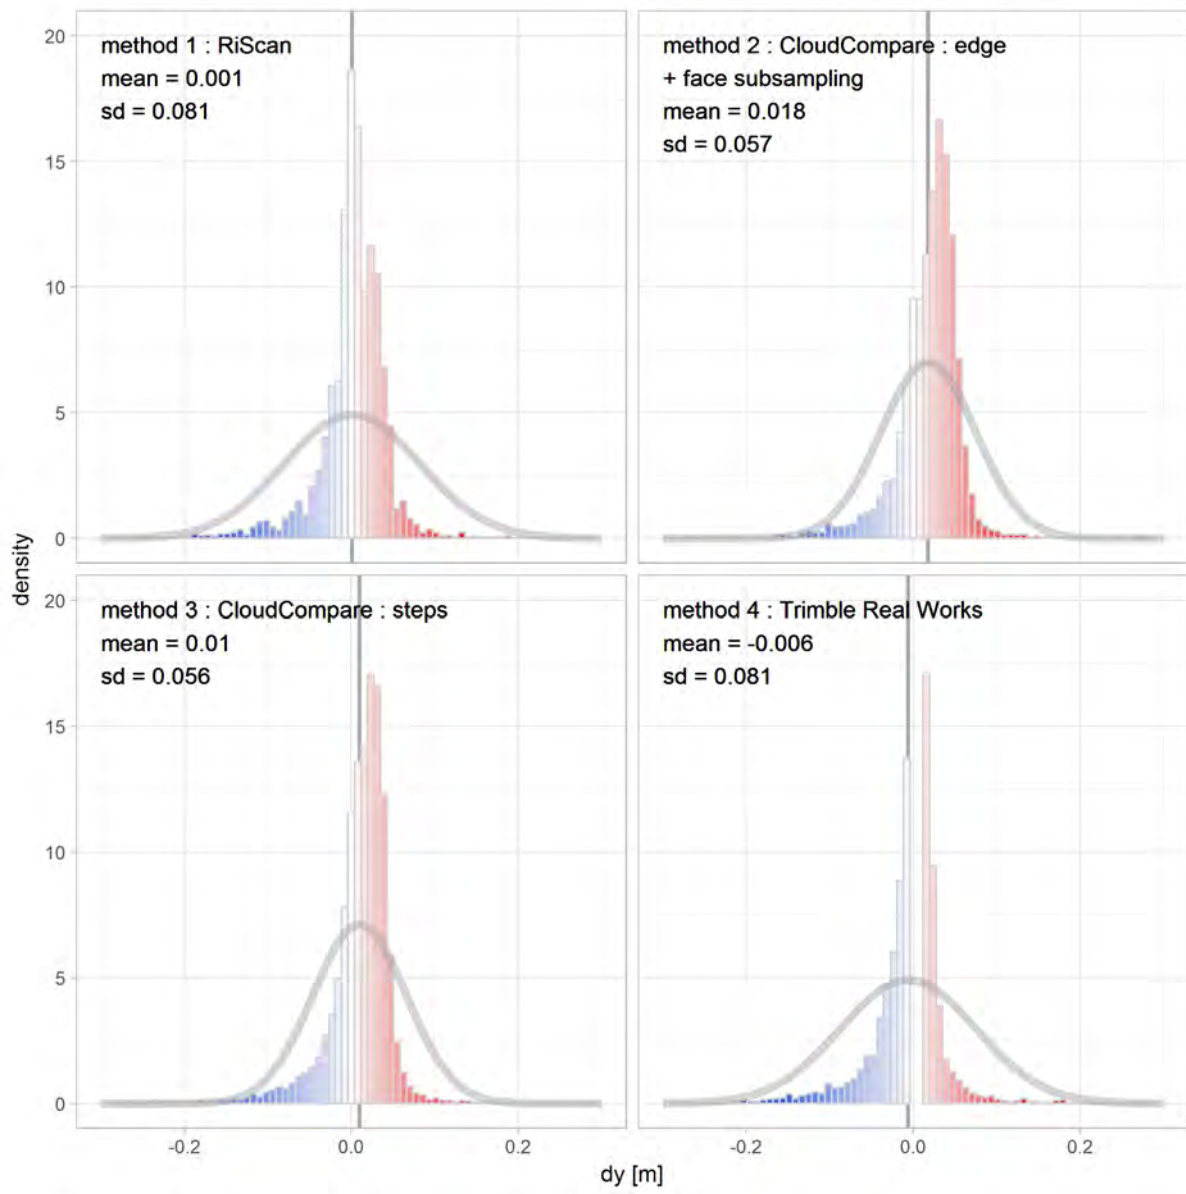 20
15
10
5
0
method 1 : RiScan
mean = 0.001
sd = 0.081
method 2 : CloudCompare : edge
+ face subsampling
mean = 0.018
sd = 0.057
density
20
15
10
5
0
method 3 : CloudCompare : steps
mean = 0.01
sd = 0.056
method 4 : Trimble Real Works
mean = -0.006
sd = 0.081
-0.2 0.0 0.2
-0.2 0.0 0.2
dy [m]